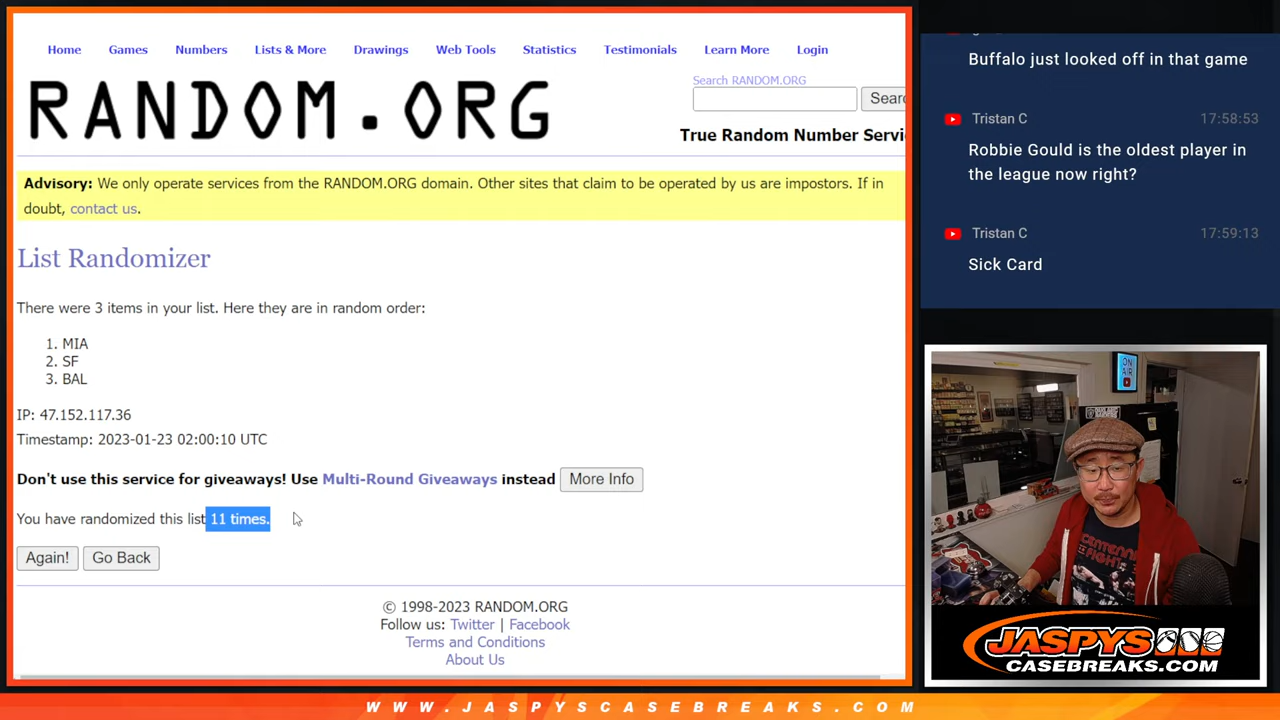 Home Games Numbers Lists & More Drawings Web Tools Statistics Testimonials Learn More Login
Search RANDOM.ORG
RANDOM.ORG
True Random Number Servi
Advisory: We only operate services from the RANDOM.ORG domain. Other sites that claim to be operated by us are impostors. If in
doubt, contact us.
List Randomizer
There were 3 items in your list. Here they are in random order:
1. MIA
2. SF
3. BAL
IP: 47.152.117.36
Timestamp: 2023-01-23 02:00:10 UTC
Don't use this service for giveaways! Use Multi-Round Giveaways instead More Info
You have randomized this list 11 times.
Again! Go Back
© 1998-2023 RANDOM.ORG
Follow us: Twitter | Facebook
Terms and Conditions
About Us
Buffalo just looked off in that game
Tristan C 17:58:53
Robbie Gould is the oldest player in
the league now right?
Tristan C 17:59:13
Sick Card
ON
AIR
JASPYS
CASEBREAKS.COM
WWW.JASPYSCASEBREAKS.COM